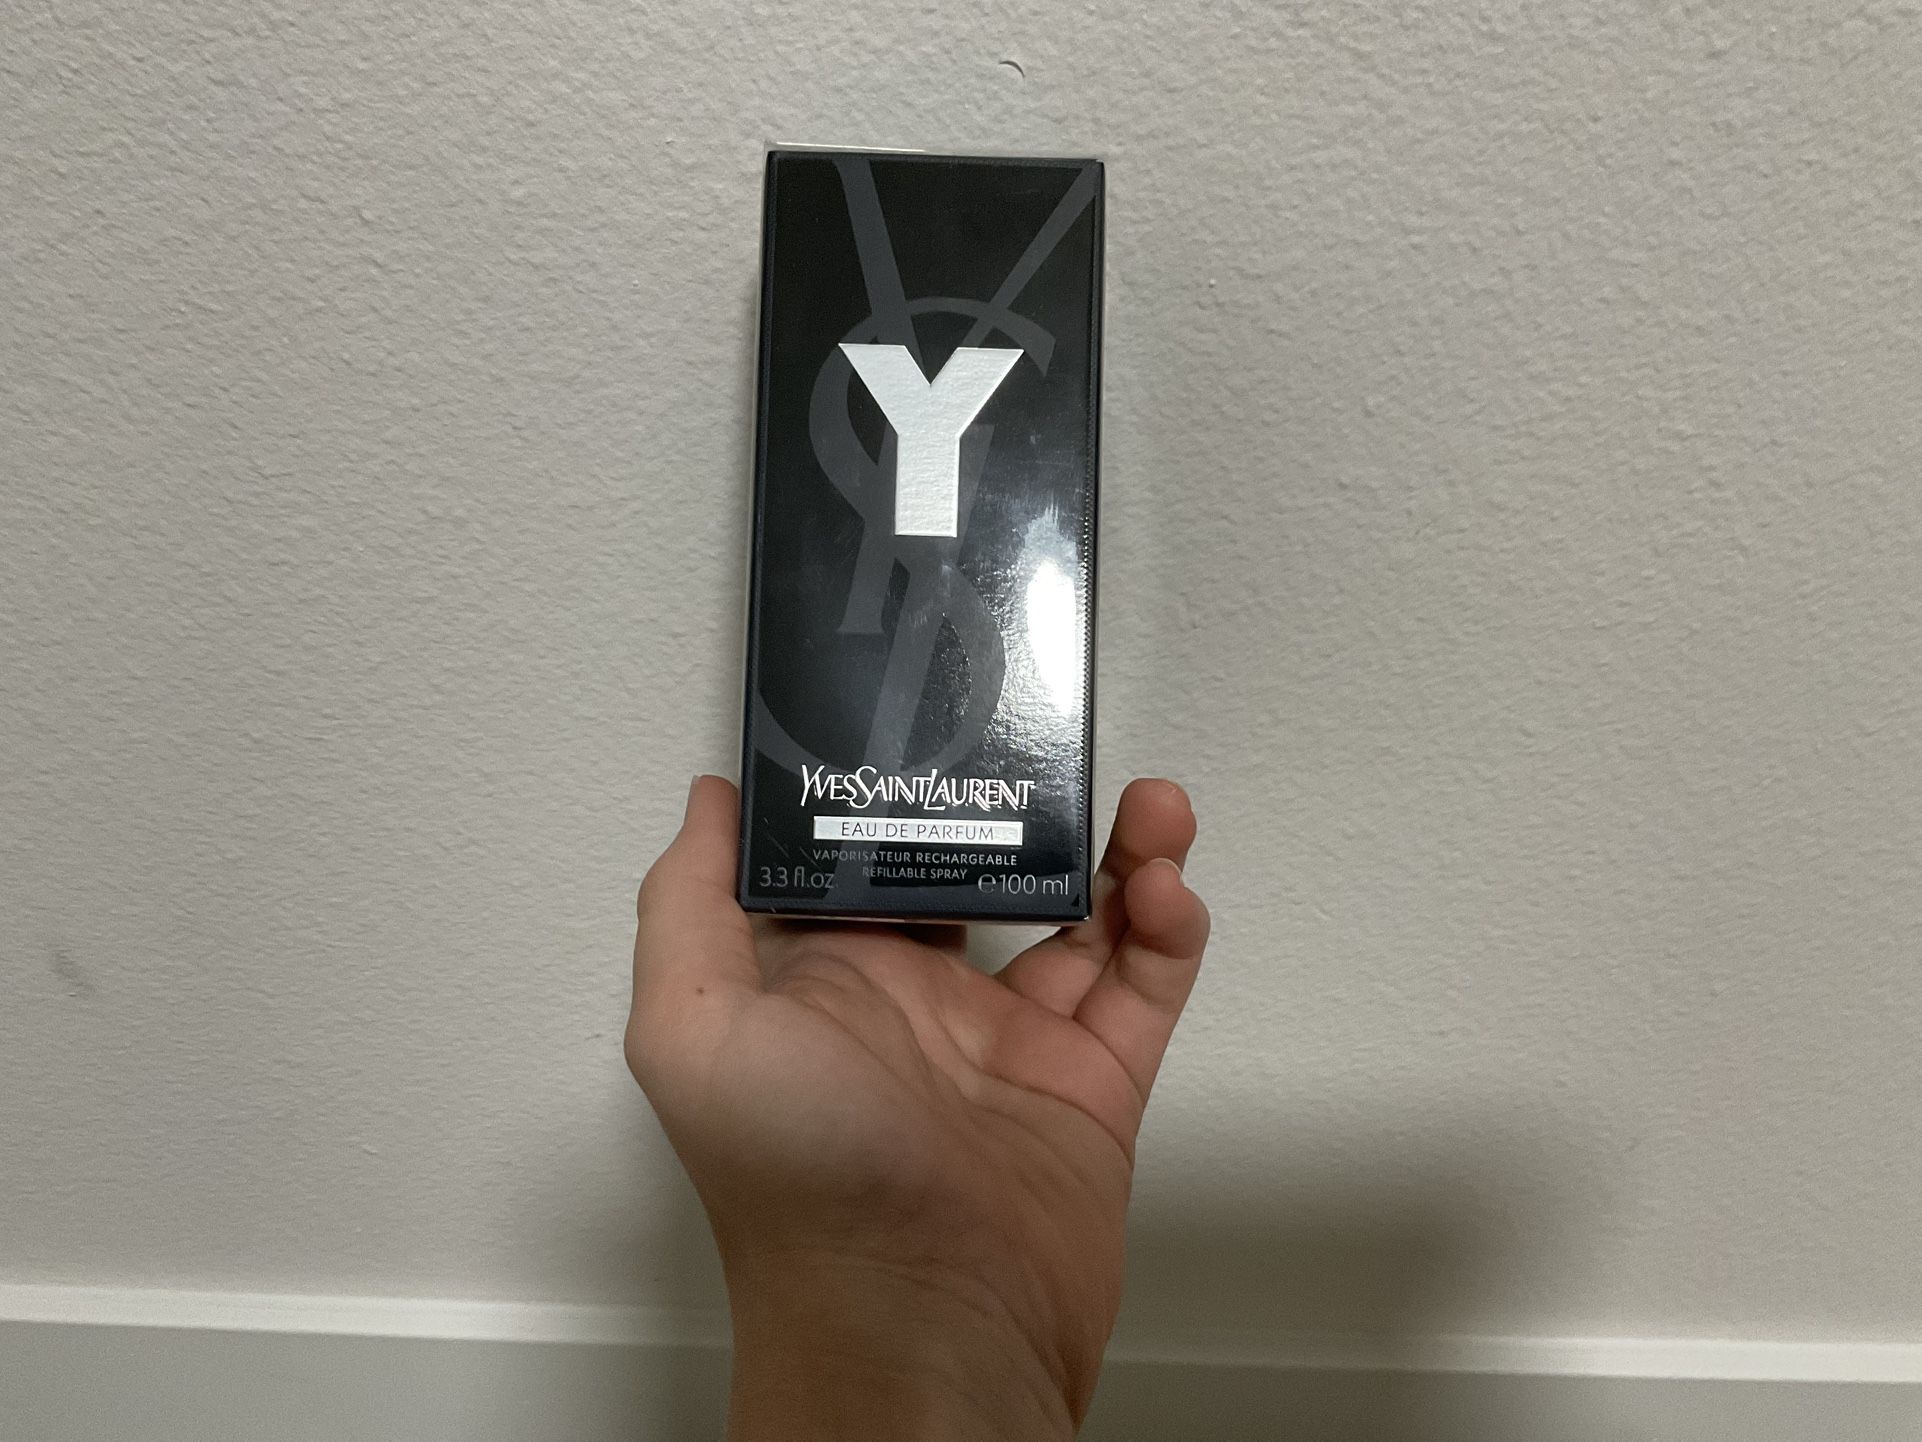 Y
YVESSAINTLAURENT
EAU DE PARFUM
VAPORISATEUR RECHARGEABLE
3.3 fl.oz. REFILLABLE SPRAY ℮100 ml